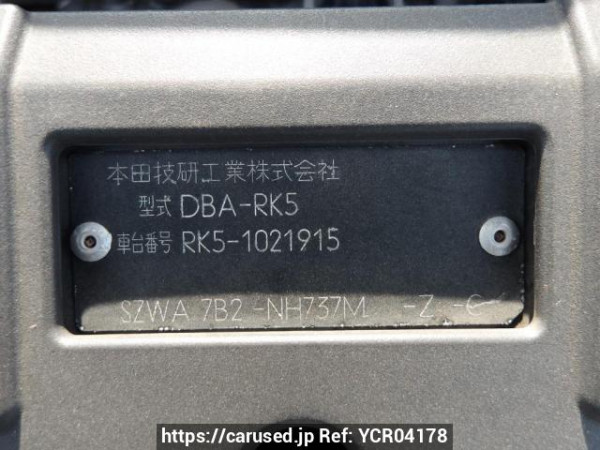 本田技研工業株式会社
型式 DBA-RK5
車台番号 RK5-1021915
SZWA 7B2 -NH737M -Z -C
https://carused.jp Ref: YCR04178